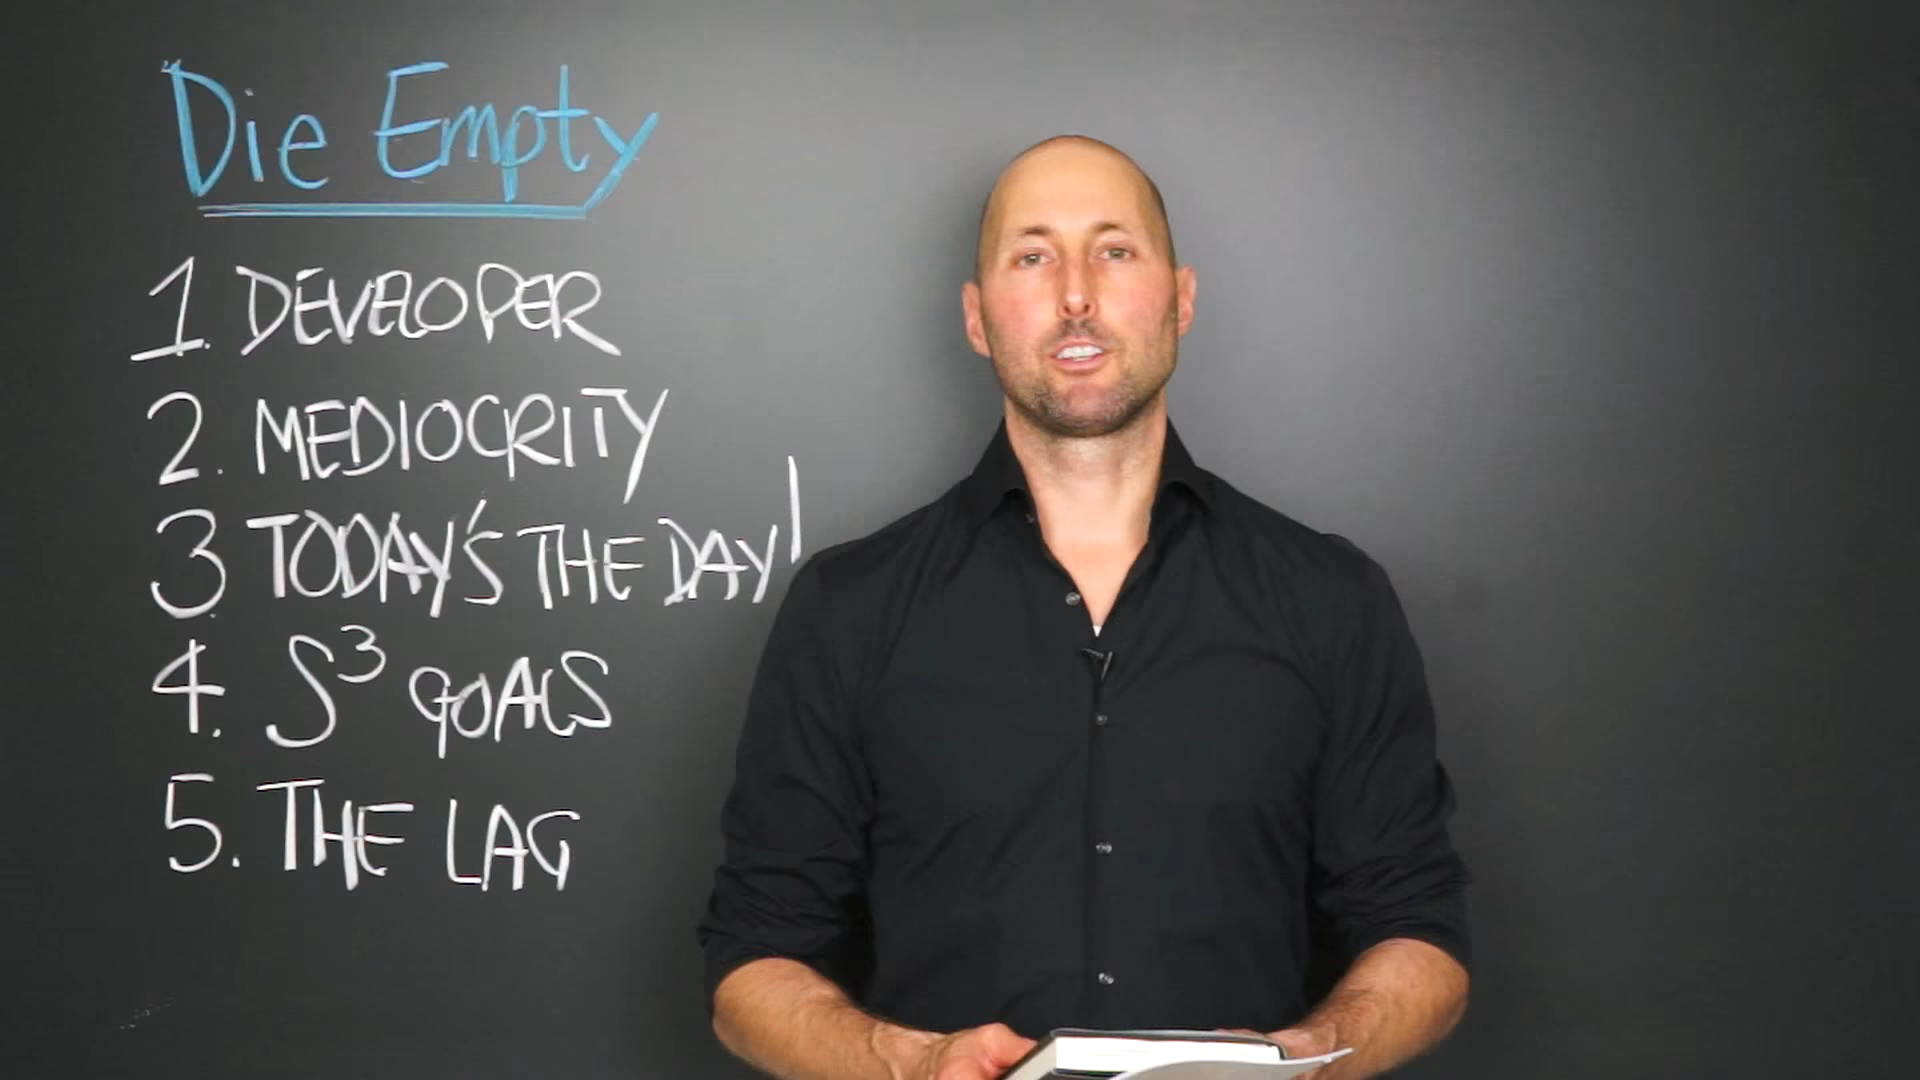 Die Empty
1. DEVELOPER
2. MEDIOCRITY
3. TODAY'S THE DAY!
4. S³ GOALS
5. THE LAG